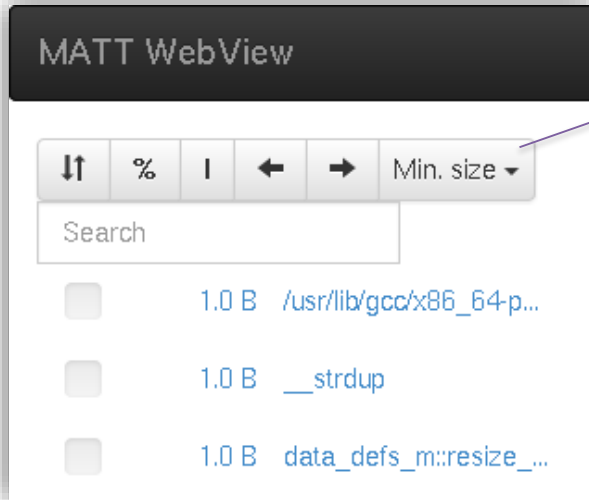 MATT WebView
% I Min. size
Search
1.0 B /usr/lib/gcc/x86_64-p...
1.0 B __strdup
1.0 B data_defs_m::resize_...